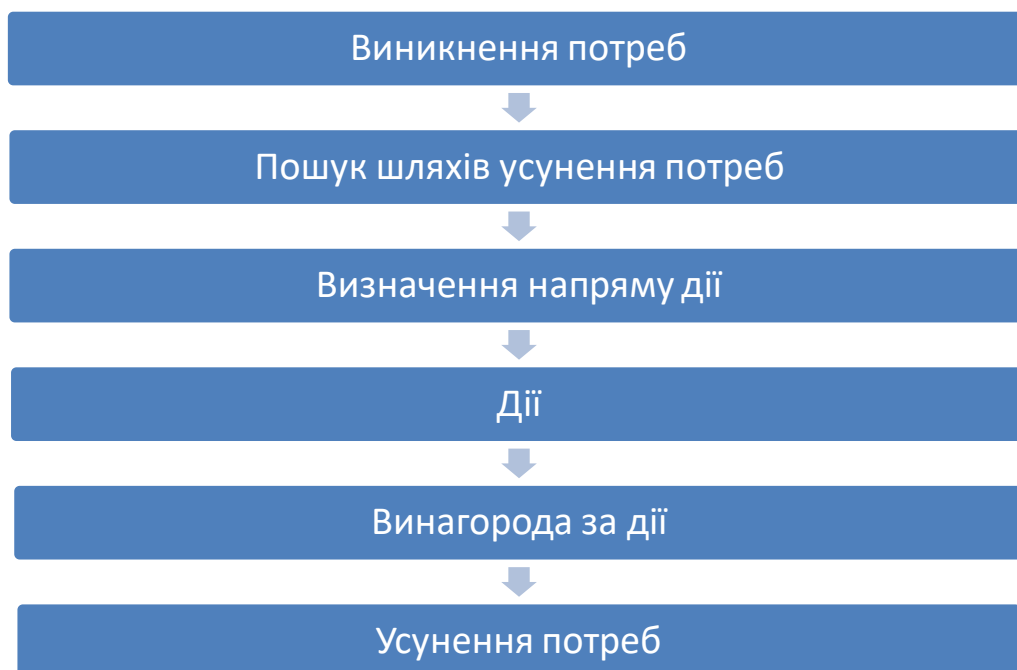 Виникнення потреб
Пошук шляхів усунення потреб
Визначення напряму дії
Дії
Винагорода за дії
Усунення потреб